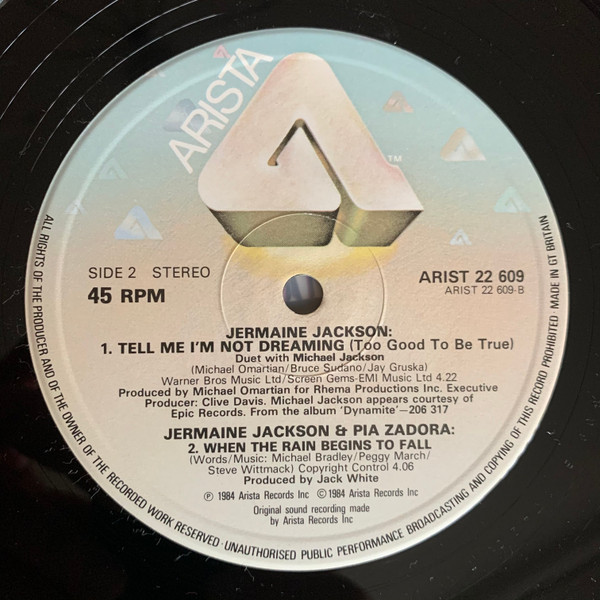 ARISTA
TM
SIDE 2 STEREO
45 RPM
ARIST 22 609
ARIST 22 609-B
JERMAINE JACKSON:
1. TELL ME I'M NOT DREAMING (Too Good To Be True)
Duet with Michael Jackson
(Michael Omartian/Bruce Sudano/Jay Gruska)
Warner Bros Music Ltd/Screen Gems-EMI Music Ltd 4.22
Produced by Michael Omartian for Rhema Productions Inc. Executive
Producer: Clive Davis. Michael Jackson appears courtesy of
Epic Records. From the album 'Dynamite'—206 317
JERMAINE JACKSON & PIA ZADORA:
2. WHEN THE RAIN BEGINS TO FALL
(Words/Music: Michael Bradley/Peggy March/
Steve Wittmack) Copyright Control 4.06
Produced by Jack White
℗ 1984 Arista Records Inc © 1984 Arista Records Inc
Original sound recording made
by Arista Records Inc
ALL RIGHTS OF THE PRODUCER AND OF THE OWNER OF THE RECORDED WORK RESERVED · UNAUTHORISED PUBLIC PERFORMANCE BROADCASTING AND COPYING OF THIS RECORD PROHIBITED · MADE IN GT BRITAIN